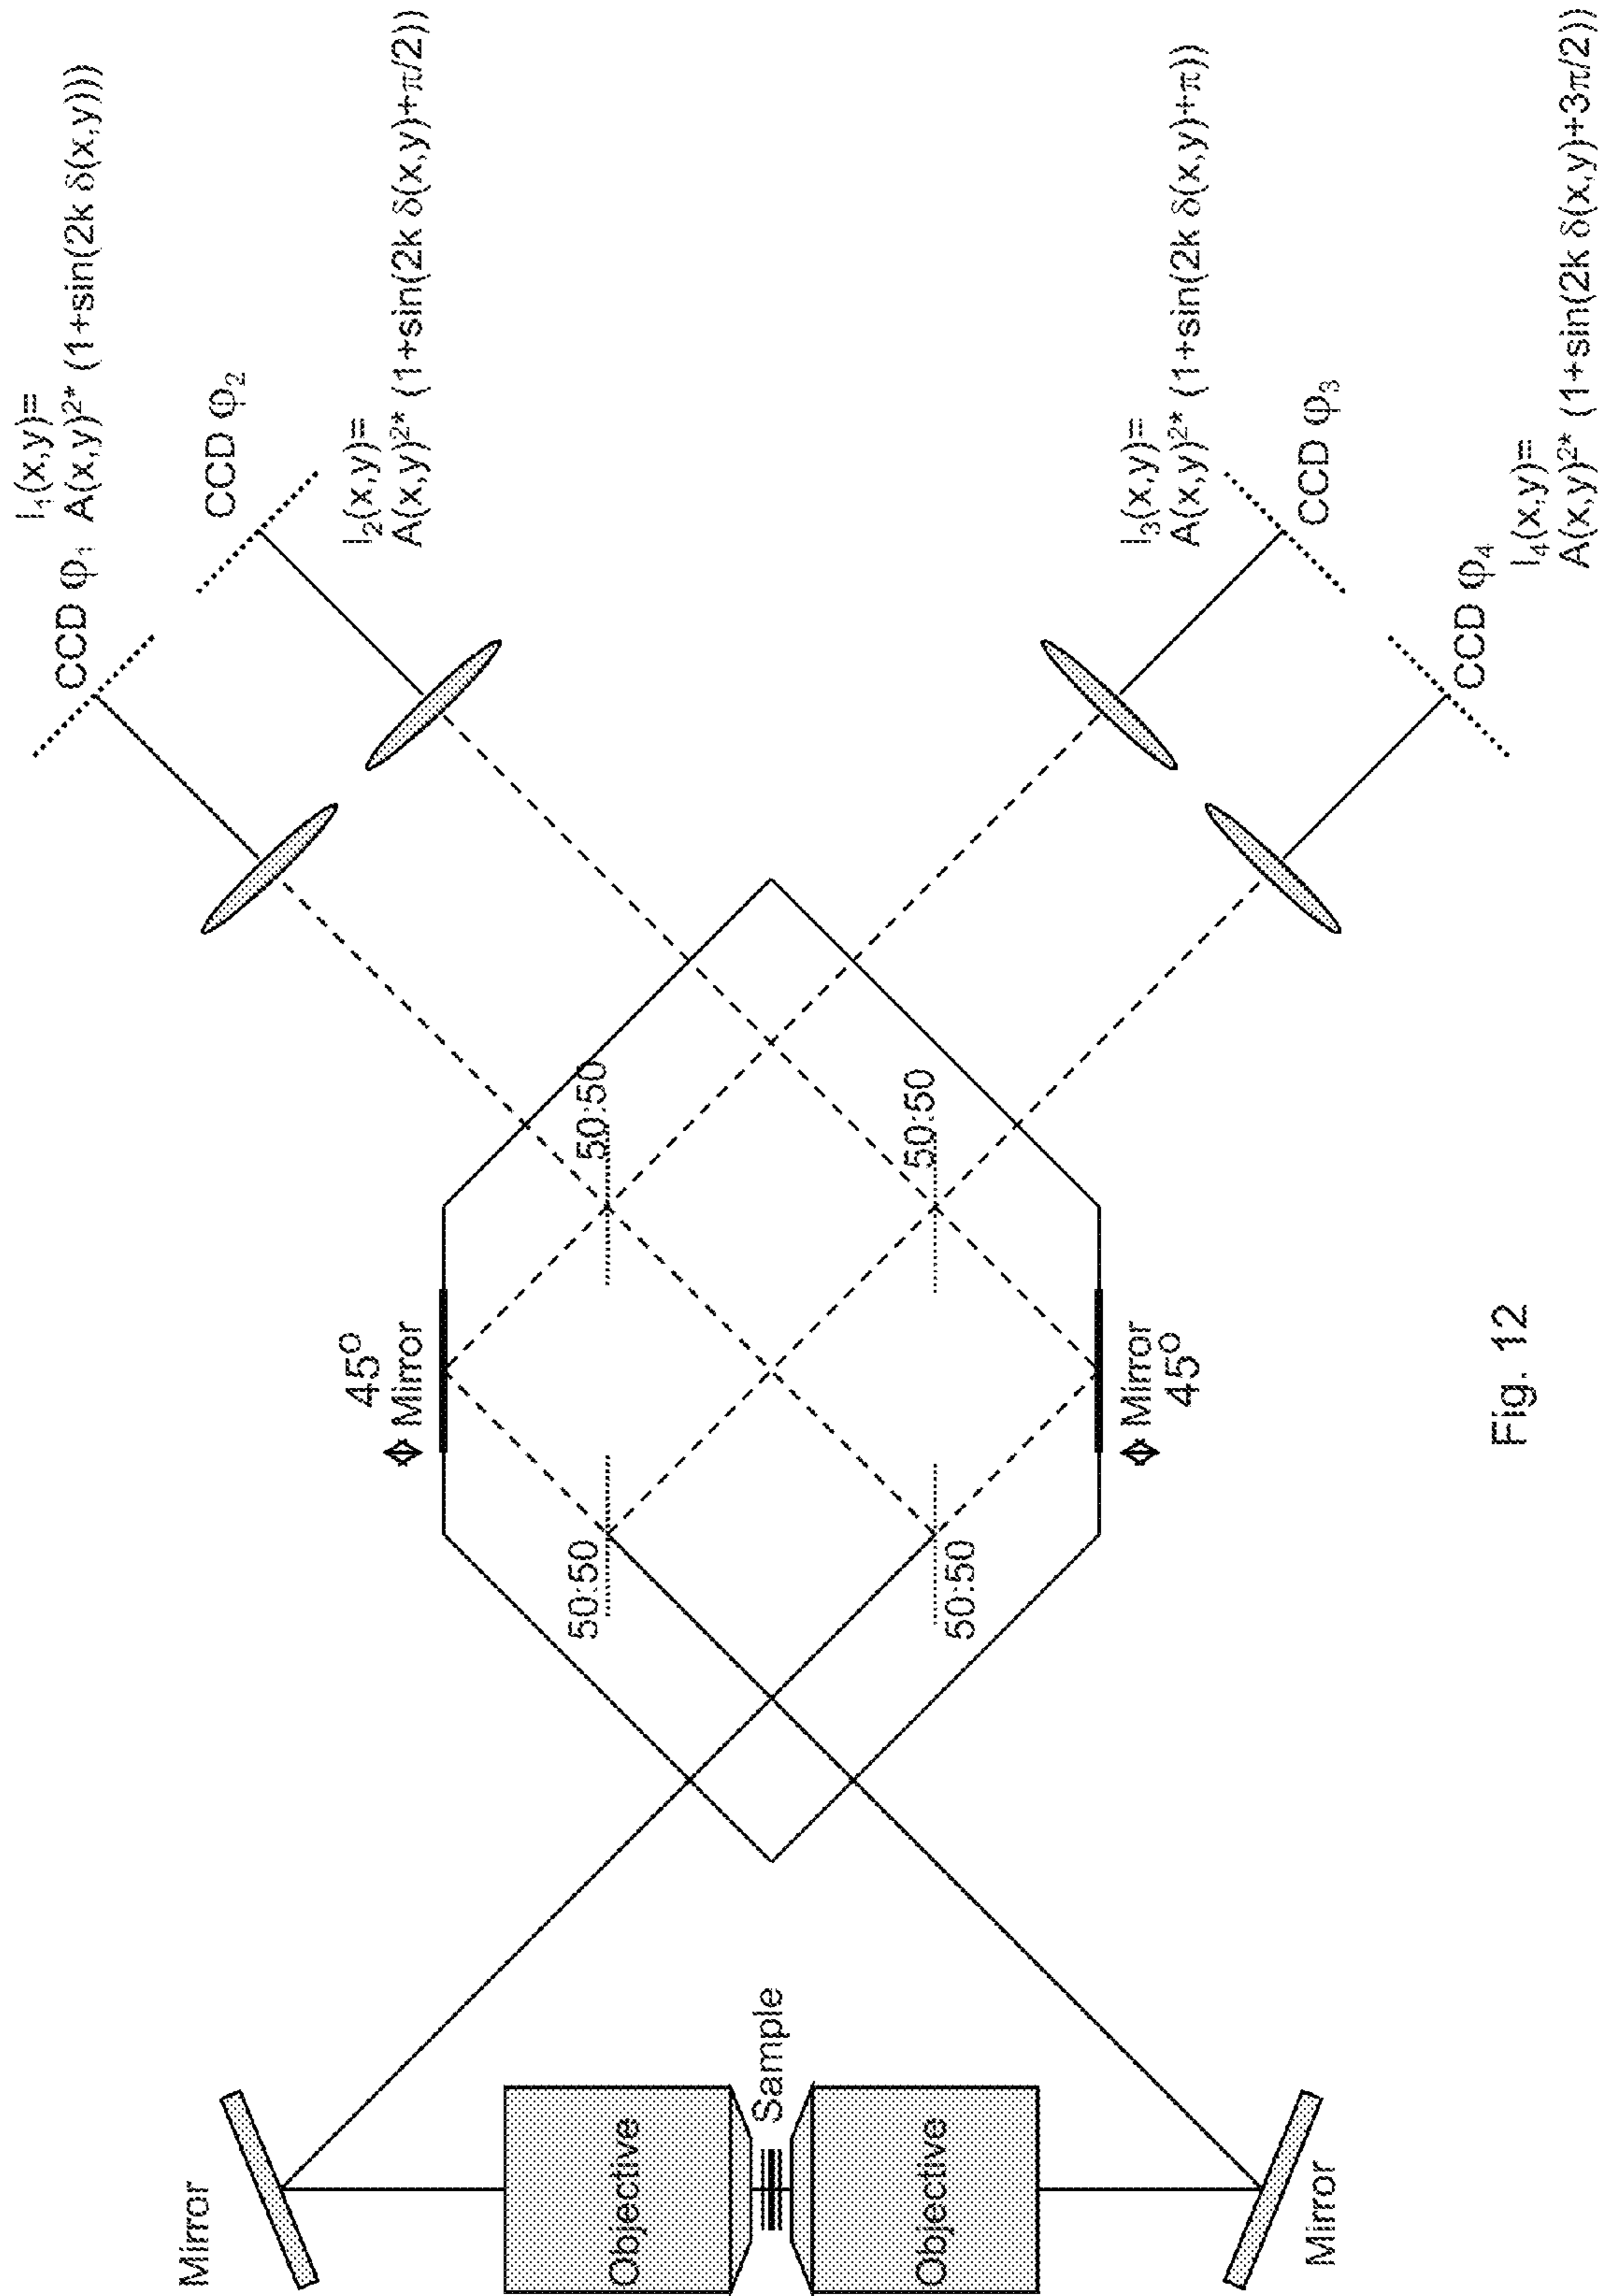 I₁(x,y)=
CCD φ₁ A(x,y)²* (1+sin(2k δ(x,y)))
CCD φ₂
I₂(x,y)=
A(x,y)²* (1+sin(2k δ(x,y)+π/2))
I₃(x,y)=
A(x,y)²* (1+sin(2k δ(x,y)+π))
CCD φ₃
CCD φ₄
I₄(x,y)=
A(x,y)²* (1+sin(2k δ(x,y)+3π/2))
45°
Mirror
50:50
50:50
50:50
50:50
Mirror
45°
Mirror
Objective
Sample
Objective
Mirror
Fig. 12